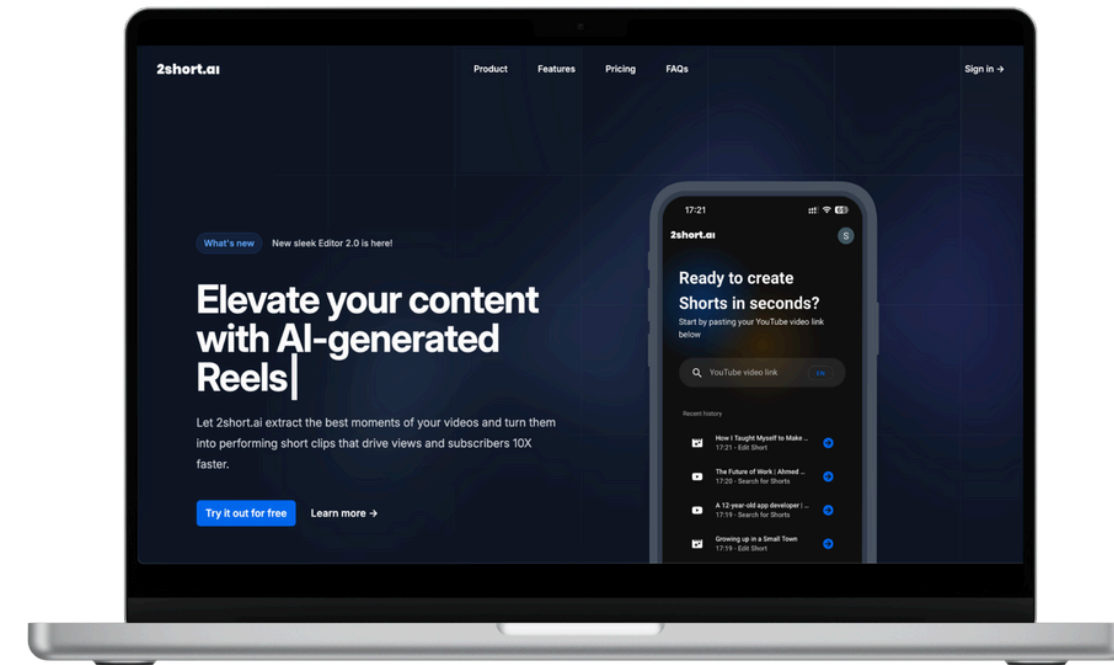 2short.ai
Product
Features
Pricing
FAQs
Sign in →
What's new
New sleek Editor 2.0 is here!
Elevate your content
with AI-generated
Reels
Let 2short.ai extract the best moments of your videos and turn them
into performing short clips that drive views and subscribers 10X
faster.
Try it out for free
Learn more →
17:21
2short.ai
S
Ready to create
Shorts in seconds?
Start by pasting your YouTube video link
below
YouTube video link
EN
Recent history
How I Taught Myself to Make ...
17:21 - Edit Short
The Future of Work | Ahmed ...
17:20 - Search for Shorts
A 12-year-old app developer | ...
17:19 - Search for Shorts
Growing up in a Small Town
17:19 - Edit Short